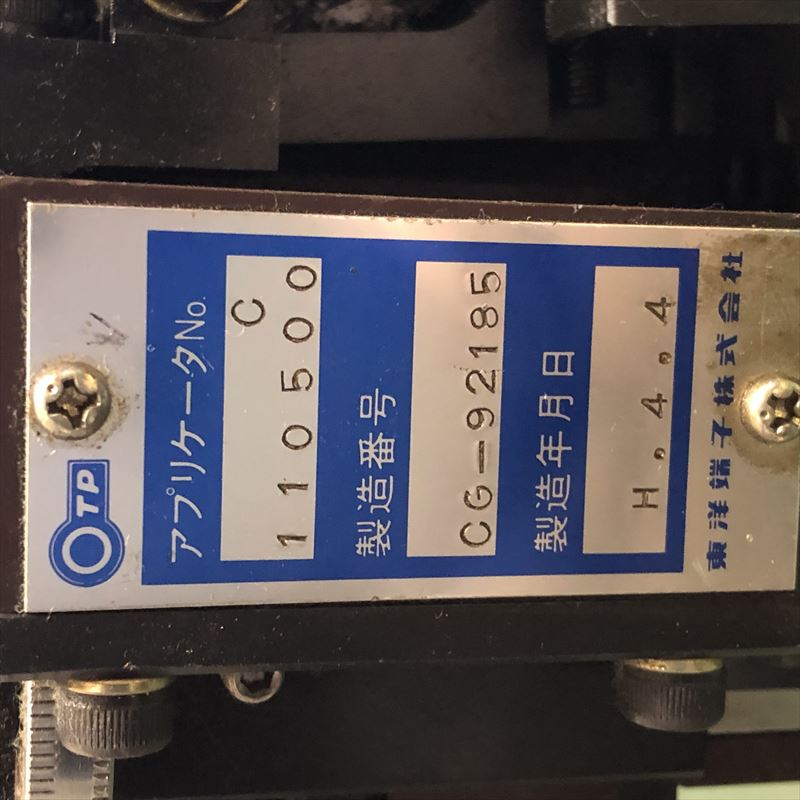 OTP
アプリケータNo.
C
110500
製造番号
CG-92185
製造年月日
H.4.4
東洋端子株式会社